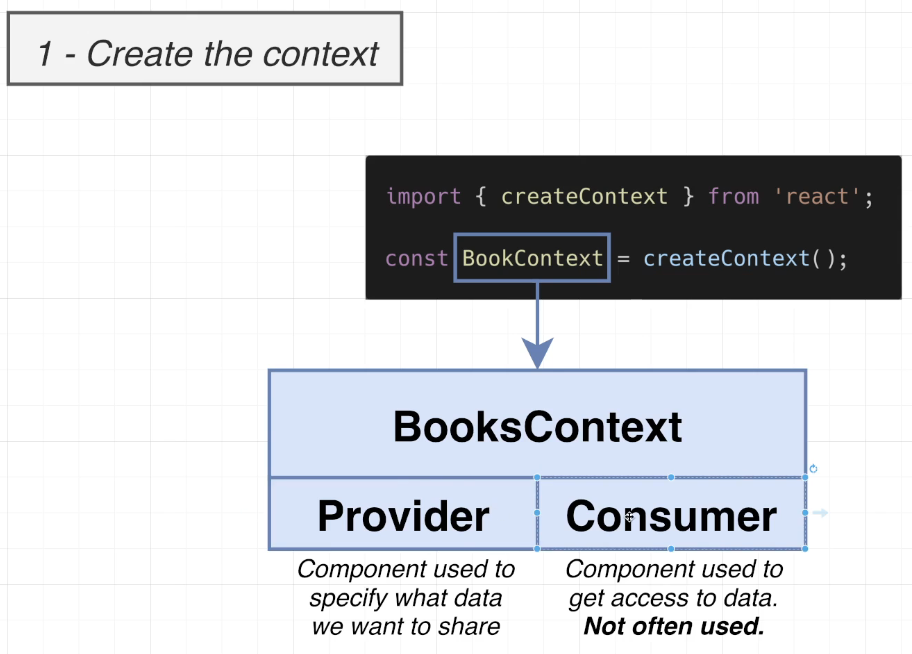 1 - Create the context
import { createContext } from 'react';
const BookContext = createContext();
BooksContext
Provider
Consumer
Component used to
specify what data
we want to share
Component used to
get access to data.
Not often used.